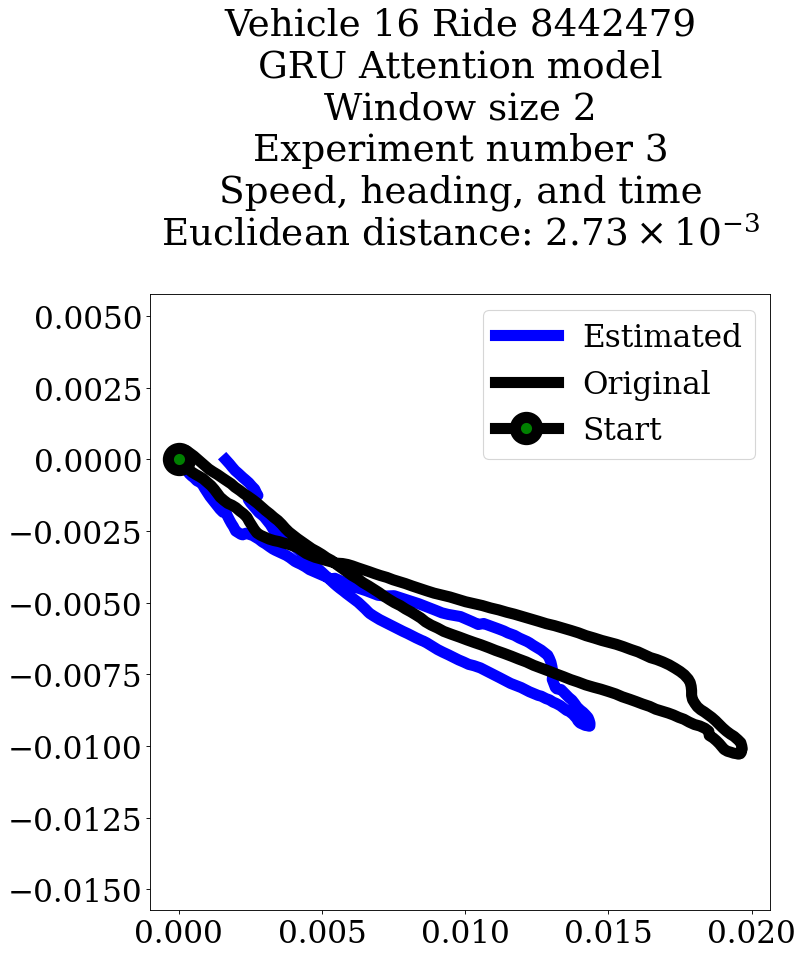 Vehicle 16 Ride 8442479
GRU Attention model
Window size 2
Experiment number 3
Speed, heading, and time
Euclidean distance: 2.73 × 10⁻³
Estimated
Original
Start
0.0050
0.0025
0.0000
−0.0025
−0.0050
−0.0075
−0.0100
−0.0125
−0.0150
0.000 0.005 0.010 0.015 0.020